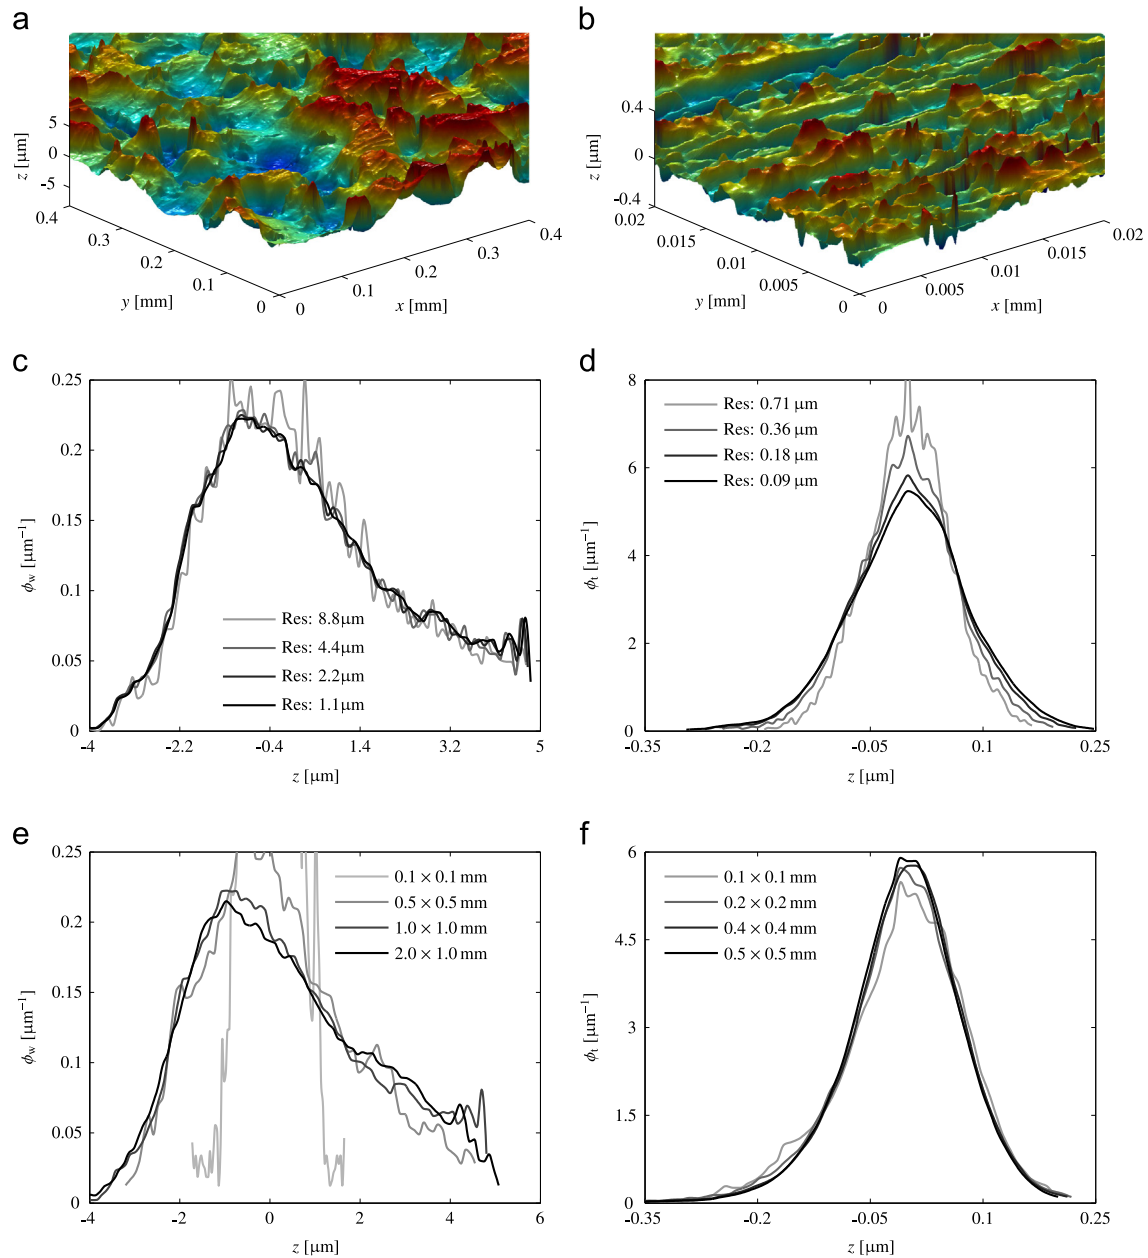 a
b
z [μm]
5
0
-5
0.4
0.3
0.2
0.1
0
y [mm]
0
0.1
0.2
0.3
0.4
x [mm]
z [μm]
0.4
0
-0.4
0.02
0.015
0.01
0.005
0
y [mm]
0
0.005
0.01
0.015
0.02
x [mm]
c
0.25
0.2
0.15
0.1
0.05
0
ϕw [μm⁻¹]
Res: 8.8μm
Res: 4.4μm
Res: 2.2μm
Res: 1.1μm
-4 -2.2 -0.4 1.4 3.2 5
z [μm]
d
8
6
4
2
0
ϕt [μm⁻¹]
Res: 0.71 μm
Res: 0.36 μm
Res: 0.18 μm
Res: 0.09 μm
-0.35 -0.2 -0.05 0.1 0.25
z [μm]
e
0.25
0.2
0.15
0.1
0.05
0
ϕw [μm⁻¹]
0.1 × 0.1 mm
0.5 × 0.5 mm
1.0 × 1.0 mm
2.0 × 1.0 mm
-4 -2 0 2 4 6
z [μm]
f
6
4.5
3
1.5
0
ϕt [μm⁻¹]
0.1 × 0.1 mm
0.2 × 0.2 mm
0.4 × 0.4 mm
0.5 × 0.5 mm
-0.35 -0.2 -0.05 0.1 0.25
z [μm]